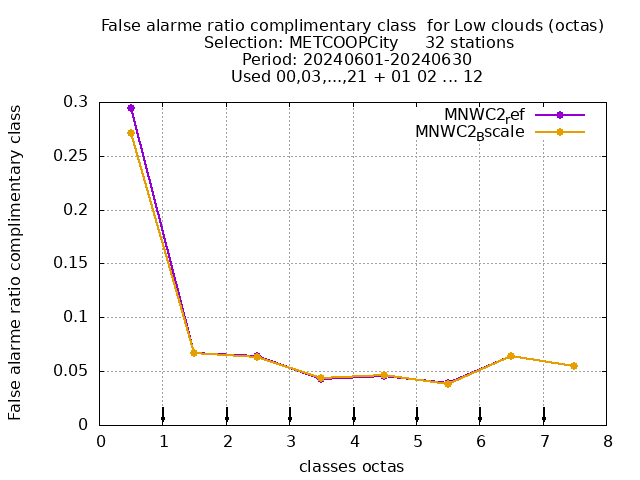 False alarme ratio complimentary class  for Low clouds (octas)
Selection: METCOOPCity     32 stations
Period: 20240601-20240630
Used 00,03,...,21 + 01 02 ... 12
False alarme ratio complimentary class
0.3
0.25
0.2
0.15
0.1
0.05
0
MNWC2ref
MNWC2Bscale
0 1 2 3 4 5 6 7 8
classes octas